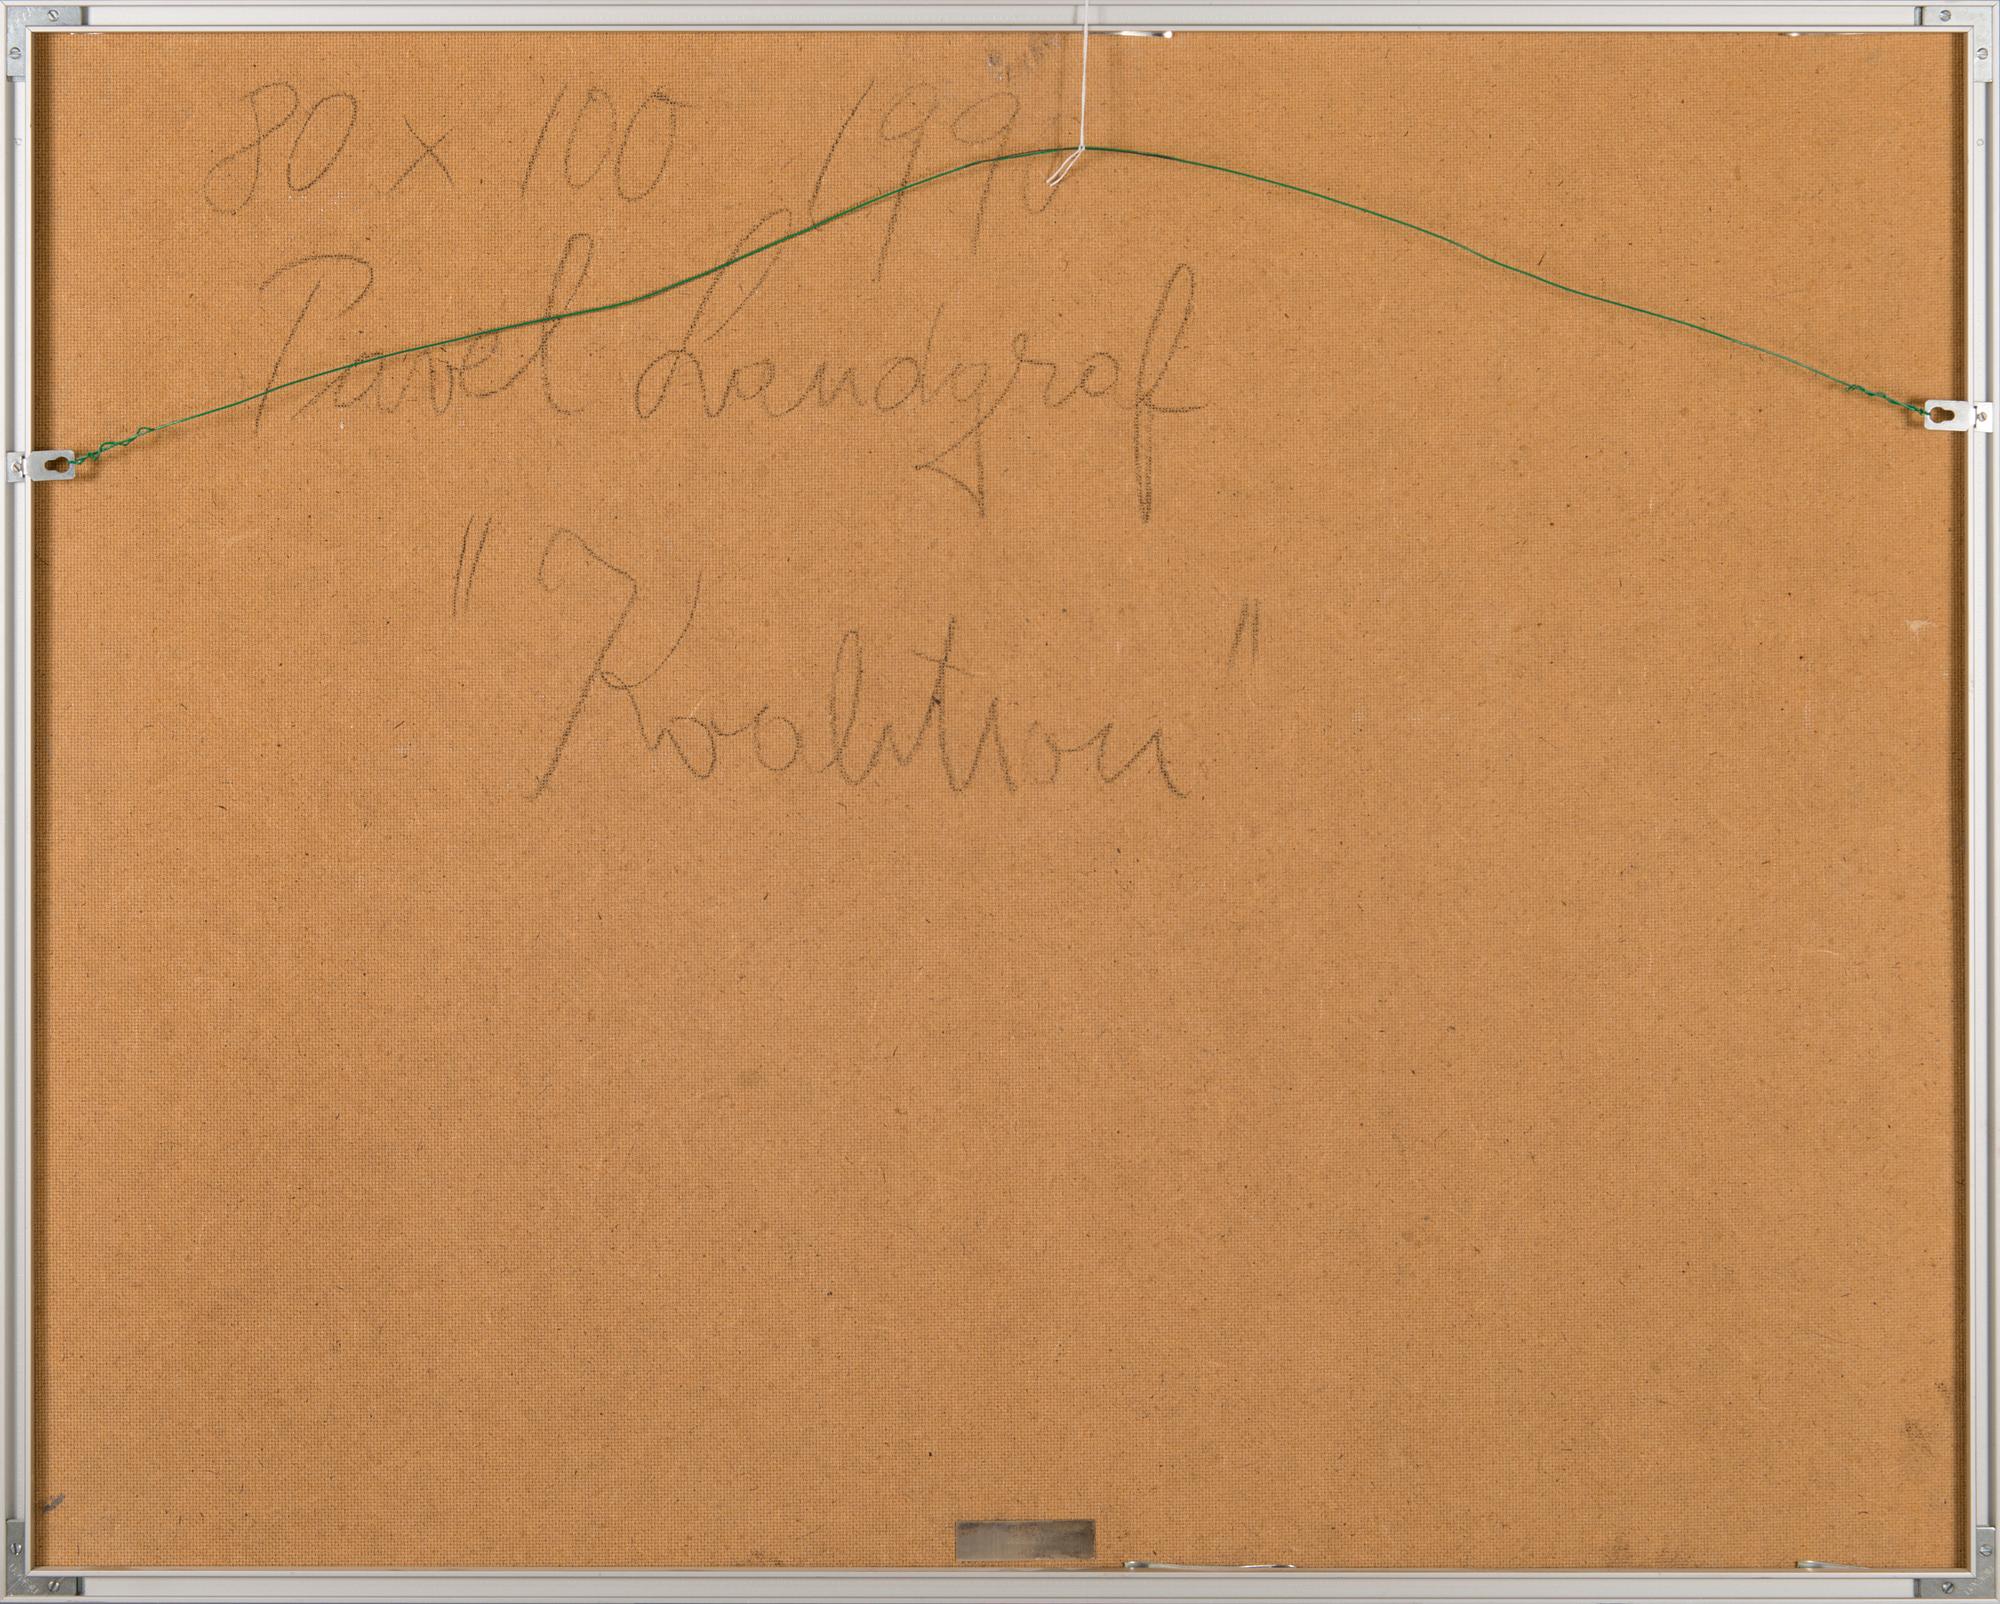 80 x 100 1990
Pavel Landgraf
"Koalition"